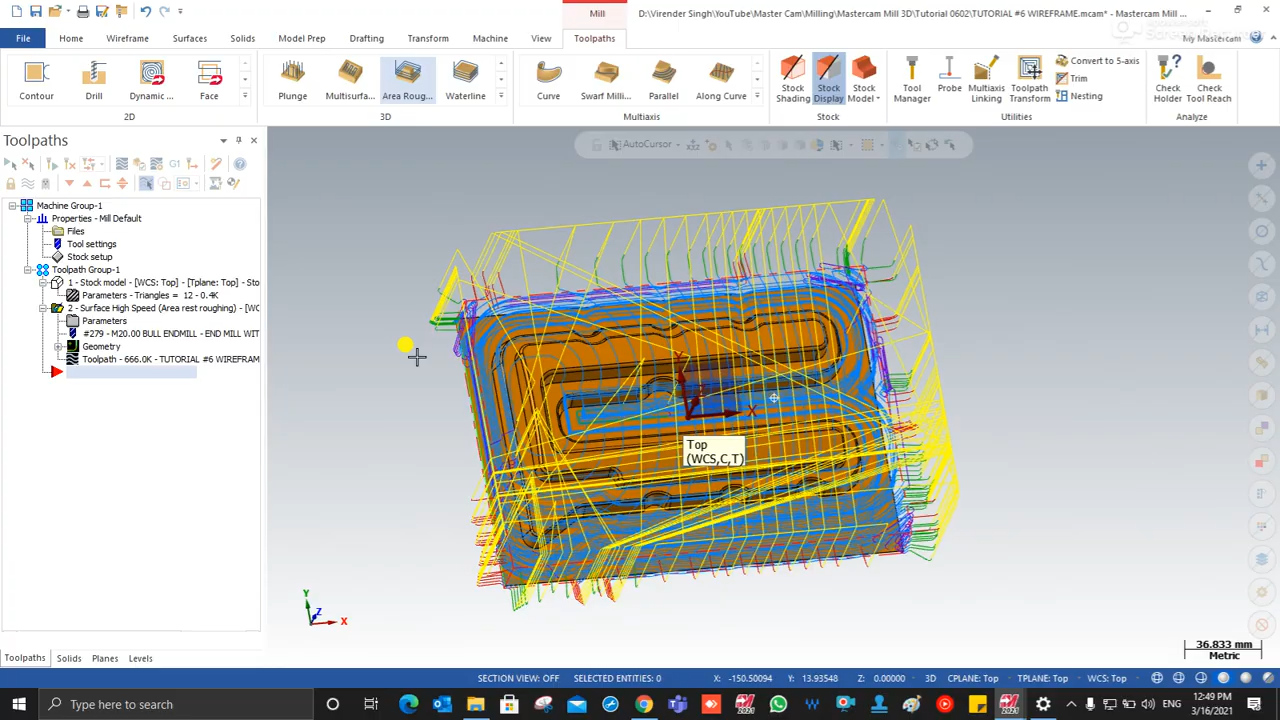 Mill
D:\Virender Singh\YouTube\Master Cam\Milling\Mastercam Mill 3D\Tutorial 0602\TUTORIAL #6 WIREFRAME.mcam* - Mastercam Mill ...
File Home Wireframe Surfaces Solids Model Prep Drafting Transform Machine View Toolpaths
My Mastercam
Contour Drill Dynamic ... Face Plunge Multisurfa... Area Roug... Waterline Curve Swarf Milli... Parallel Along Curve
Stock Shading
Stock Display
Stock Model
Tool Manager
Probe
Multiaxis Linking
Toolpath Transform
Convert to 5-axis
Trim
Nesting
Check Holder
Check Tool Reach
2D 3D Multiaxis Stock Utilities Analyze
Toolpaths
AutoCursor
G1
Machine Group-1
Properties - Mill Default
Files
Tool settings
Stock setup
Toolpath Group-1
1 - Stock model - [WCS: Top] - [Tplane: Top] - Sto
Parameters - Triangles = 12 - 0.4K
2 - Surface High Speed (Area rest roughing) - [WC
Parameters
#279 - M20.00 BULL ENDMILL - END MILL WIT
Geometry
Toolpath - 666.0K - TUTORIAL #6 WIREFRAM
Y
X
Top
(WCS,C,T)
Y
Z
X
36.833 mm
Metric
Toolpaths Solids Planes Levels
SECTION VIEW: OFF SELECTED ENTITIES: 0 X: -150.50094 Y: 13.93548 Z: 0.00000 3D CPLANE: Top TPLANE: Top WCS: Top
Type here to search
ENG
12:49 PM
3/16/2021